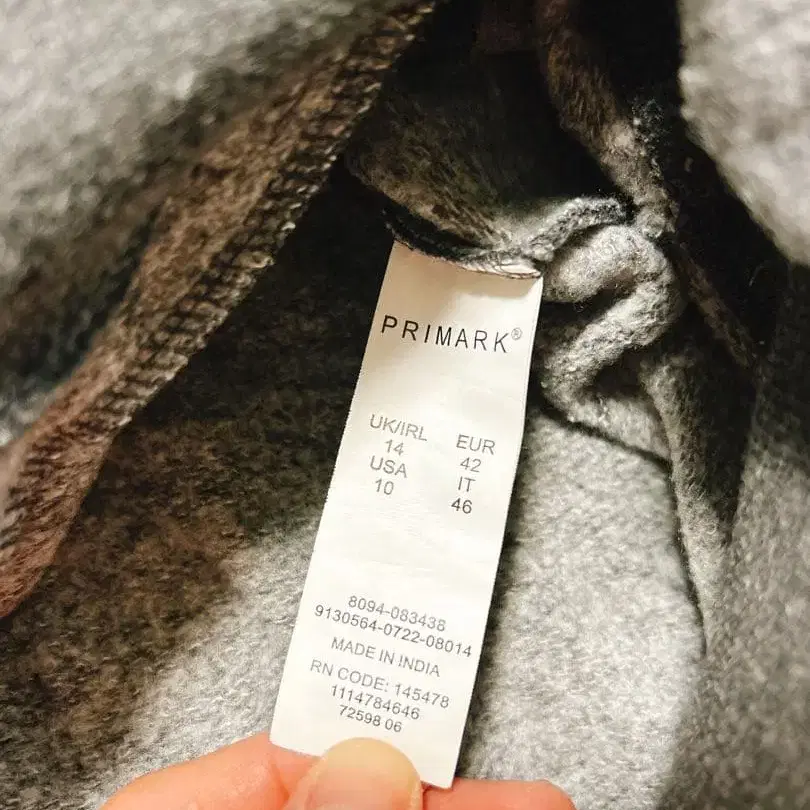 PRIMARK®
UK/IRL EUR
14 42
USA IT
10 46
8094-083438
9130564-0722-08014
MADE IN INDIA
RN CODE: 145478
1114784646
72598 06